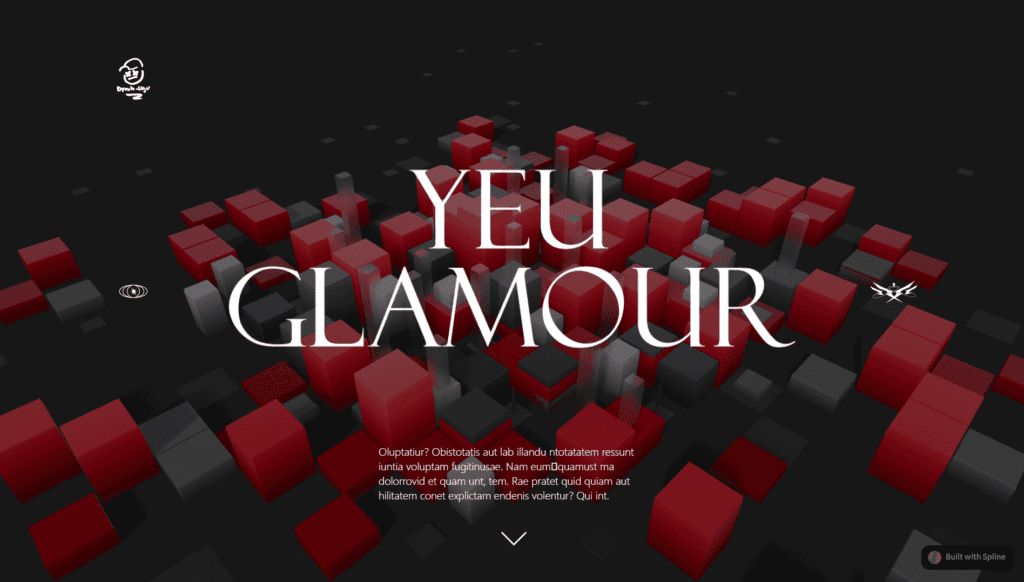 YEU
GLAMOUR
Oluptatiur? Obistotatis aut lab illandu ntotatatem ressunt
iuntia voluptam fugitinusae. Nam eum▯quamust ma
dolorrovid et quam unt, tem. Rae pratet quid quiam aut
hilitatem conet explictam endenis volentur? Qui int.
Built with Spline